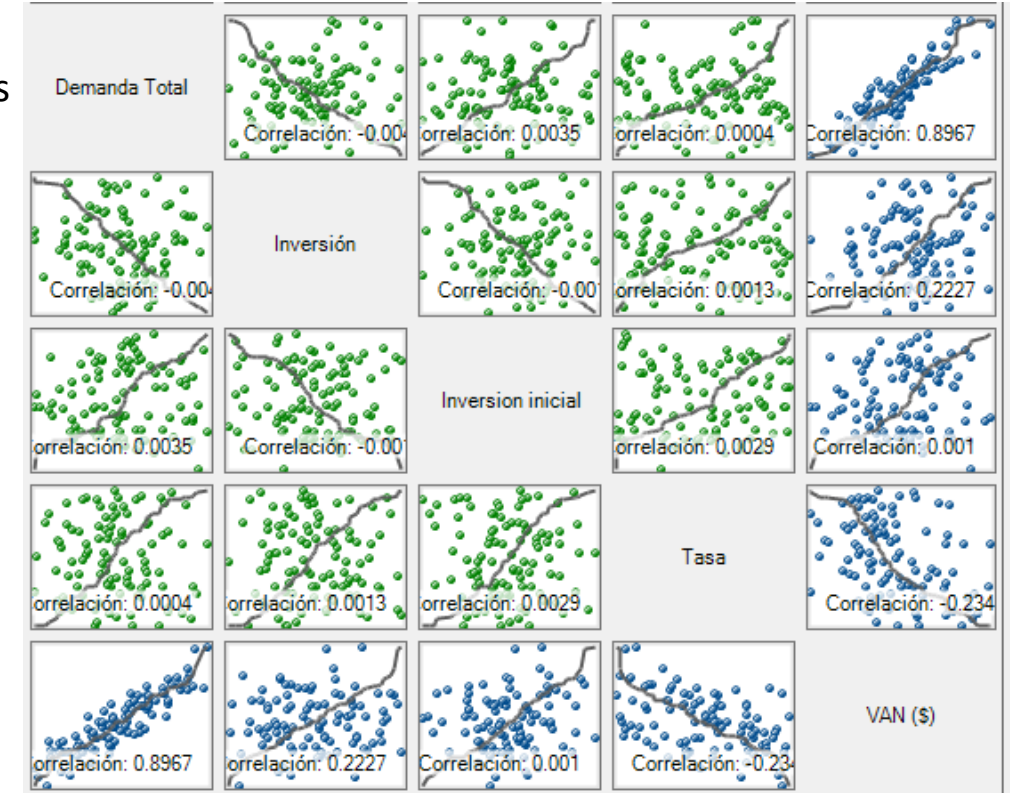 s
Demanda Total
Correlación: -0.004
orrelación: 0.0035
orrelación: 0.0004
Correlación: 0.8967
Correlación: -0.004
Inversión
Correlación: -0.00
orrelación: 0.0013
Correlación: 0.2227
orrelación: 0.0035
Correlación: -0.00
Inversion inicial
orrelación: 0.0029
Correlación: 0.001
orrelación: 0.0004
orrelación: 0.0013
orrelación: 0.0029
Tasa
Correlación: -0.234
orrelación: 0.8967
orrelación: 0.2227
Correlación: 0.001
Correlación: -0.234
VAN ($)